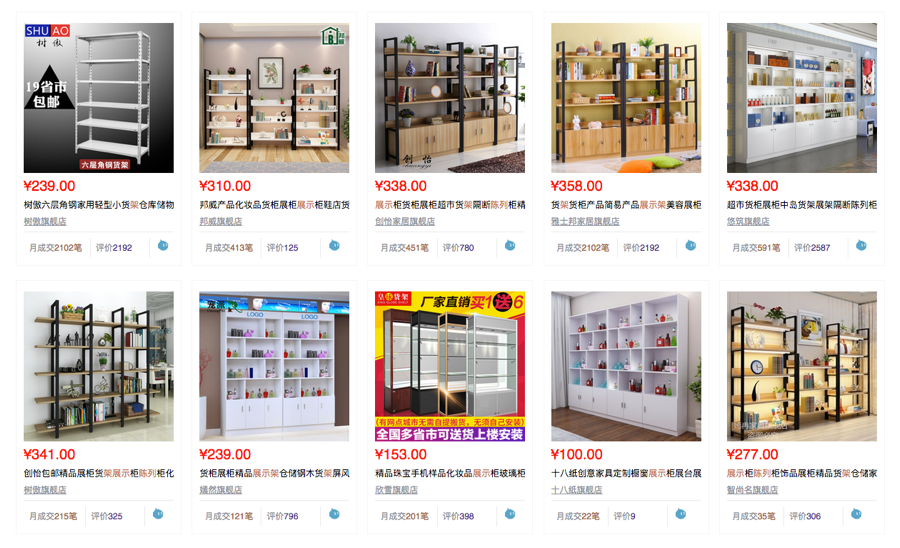 SHU AO
树傲
19省市
包邮
六层角钢货架
¥239.00
树傲六层角钢家用轻型小货架仓库储物
树傲旗舰店
月成交2102笔
评价2192
¥310.00
邦威产品化妆品货柜展柜展示柜鞋店货
邦威旗舰店
月成交413笔
评价125
创怡
¥338.00
展示柜货柜展柜超市货架隔断陈列柜精
创怡家居旗舰店
月成交451笔
评价780
¥358.00
货架货柜产品简易产品展示架美容展柜
雅士邦家居旗舰店
月成交2102笔
评价2192
¥338.00
超市货柜展柜中岛货架展架隔断陈列柜
悠筑旗舰店
月成交591笔
评价2587
¥341.00
创怡包邮精品展柜货架展示柜陈列柜化
树傲旗舰店
月成交215笔
评价325
LOGO
LOGO
¥239.00
货柜展柜精品展示架仓储钢木货架屏风
嫣然旗舰店
月成交121笔
评价796
厂家直销买1送6
(有网点城市无需自提搬货,无须自己安装)
全国多省市可送货上楼安装
¥153.00
精品珠宝手机样品化妆品展示柜玻璃柜
欣雪旗舰店
月成交201笔
评价398
¥100.00
十八纸创意家具定制橱窗展示柜展台展
十八纸旗舰店
月成交22笔
评价9
¥277.00
展示柜陈列柜饰品展柜精品货架仓储家
智尚名旗舰店
月成交35笔
评价306